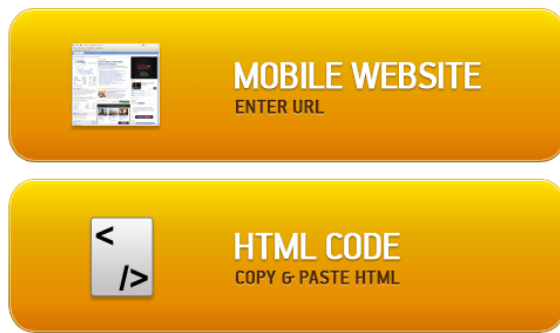 MOBILE WEBSITE
ENTER URL
<
/>
HTML CODE
COPY & PASTE HTML